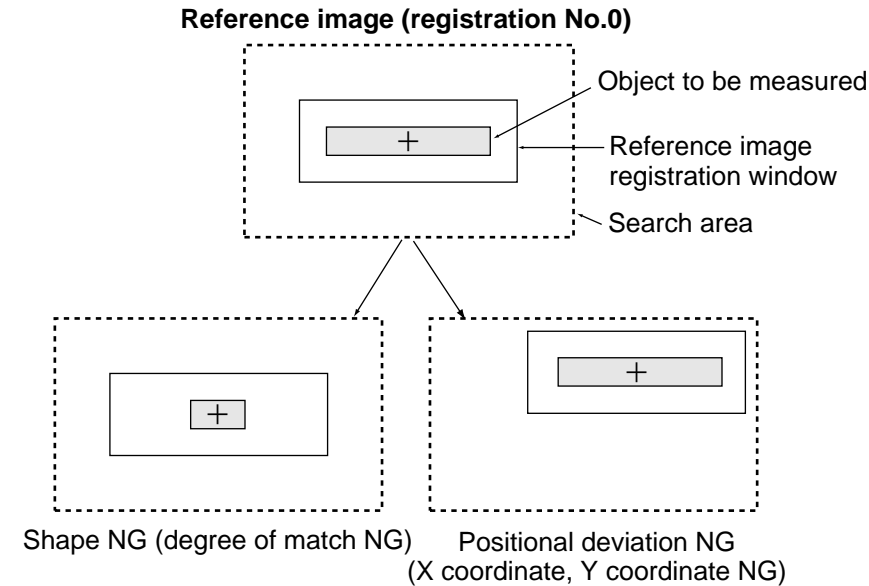 Reference image (registration No.0)
Object to be measured
Reference image
registration window
Search area
Shape NG (degree of match NG)
Positional deviation NG
(X coordinate, Y coordinate NG)